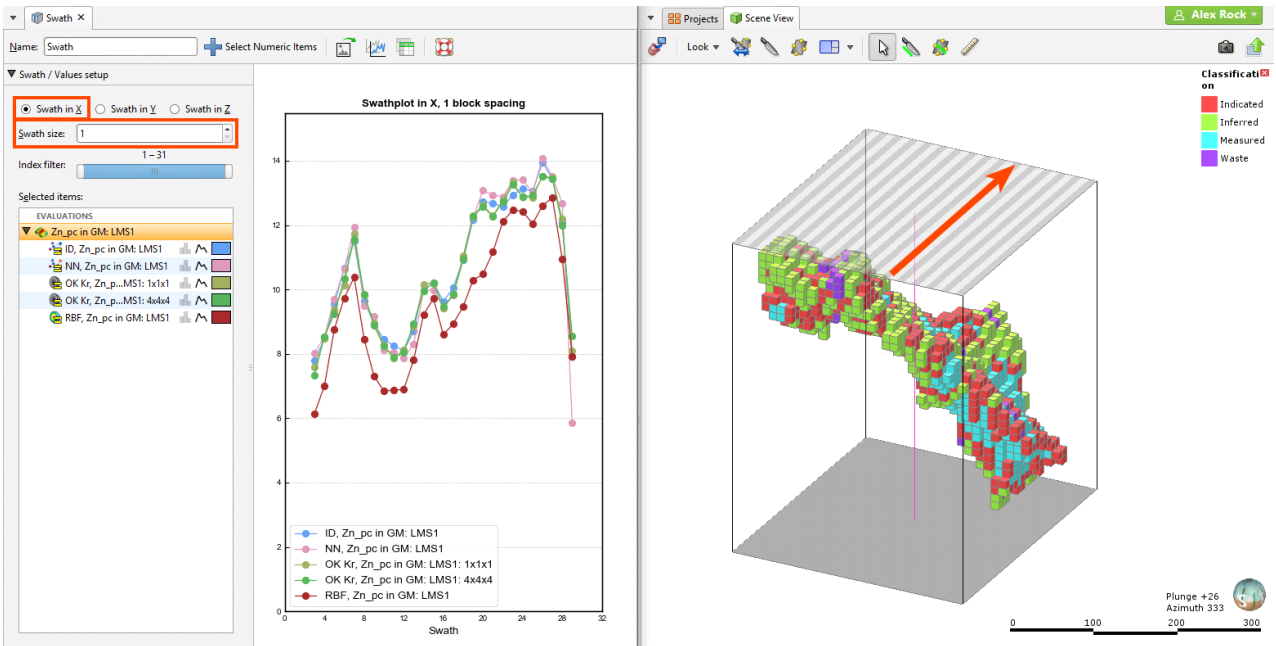 Swath
Name: Swath
Select Numeric Items
Swath / Values setup
Swath in X Swath in Y Swath in Z
Swath size: 1
1 – 31
Index filter:
Selected items:
EVALUATIONS
Zn_pc in GM: LMS1
ID, Zn_pc in GM: LMS1
NN, Zn_pc in GM: LMS1
OK Kr, Zn_p...MS1: 1x1x1
OK Kr, Zn_p...MS1: 4x4x4
RBF, Zn_pc in GM: LMS1
Swathplot in X, 1 block spacing
14
12
10
8
6
4
2
0
ID, Zn_pc in GM: LMS1
NN, Zn_pc in GM: LMS1
OK Kr, Zn_pc in GM: LMS1: 1x1x1
OK Kr, Zn_pc in GM: LMS1: 4x4x4
RBF, Zn_pc in GM: LMS1
0 4 8 12 16 20 24 28 32
Swath
Projects Scene View
Alex Rock
Look
Classificati
on
Indicated
Inferred
Measured
Waste
Plunge +26
Azimuth 333
0 100 200 300